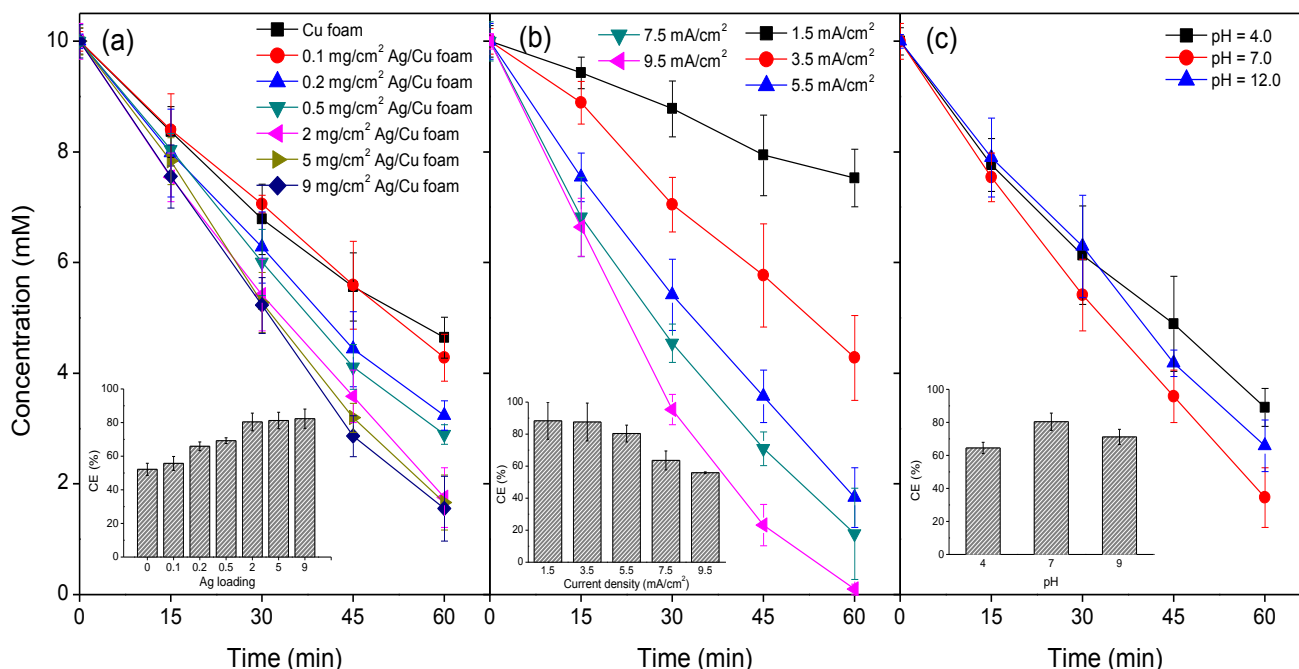 (a)
Cu foam
0.1 mg/cm² Ag/Cu foam
0.2 mg/cm² Ag/Cu foam
0.5 mg/cm² Ag/Cu foam
2 mg/cm² Ag/Cu foam
5 mg/cm² Ag/Cu foam
9 mg/cm² Ag/Cu foam
(b)
7.5 mA/cm²
9.5 mA/cm²
1.5 mA/cm²
3.5 mA/cm²
5.5 mA/cm²
(c)
pH = 4.0
pH = 7.0
pH = 12.0
Concentration (mM)
10
8
6
4
2
0
CE (%)
100
80
60
40
20
0
0 0.1 0.2 0.5 2 5 9
Ag loading
CE (%)
100
80
60
40
20
0
1.5 3.5 5.5 7.5 9.5
Current density (mA/cm²)
CE (%)
100
80
60
40
20
0
4 7 9
pH
0 15 30 45 60
0 15 30 45 60
0 15 30 45 60
Time (min)
Time (min)
Time (min)